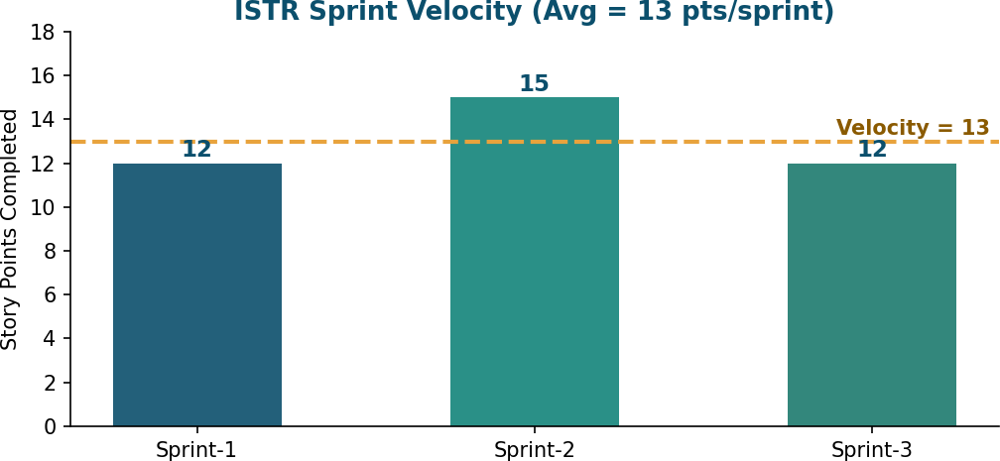 ISTR Sprint Velocity (Avg = 13 pts/sprint)
Story Points Completed
18
16
14
12
10
8
6
4
2
0
12
15
12
Velocity = 13
Sprint-1
Sprint-2
Sprint-3